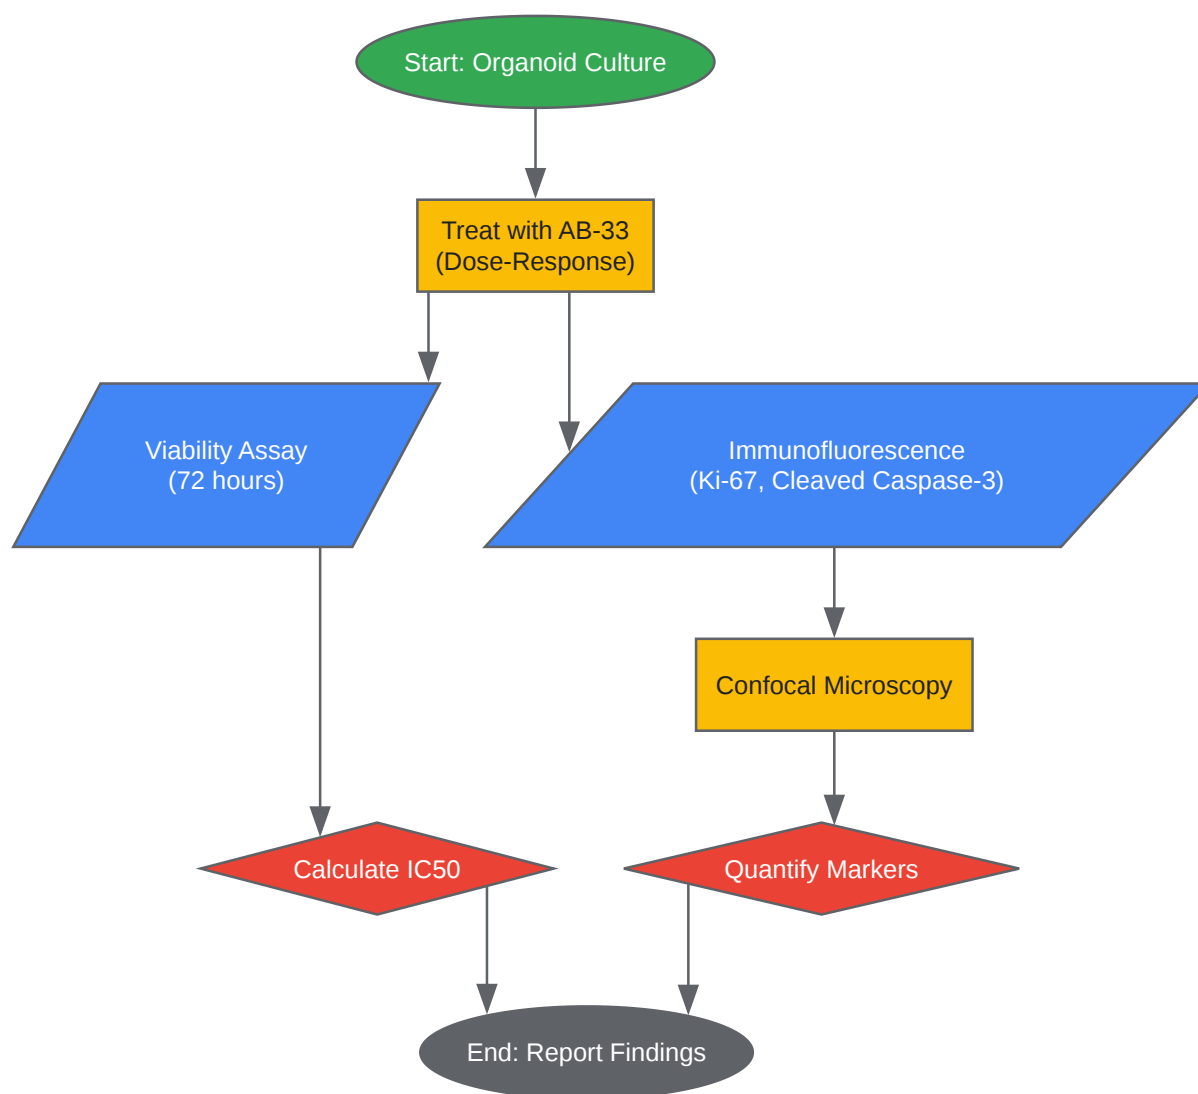 Start: Organoid Culture
Treat with AB-33
(Dose-Response)
Viability Assay
(72 hours)
Immunofluorescence
(Ki-67, Cleaved Caspase-3)
Confocal Microscopy
Calculate IC50
Quantify Markers
End: Report Findings